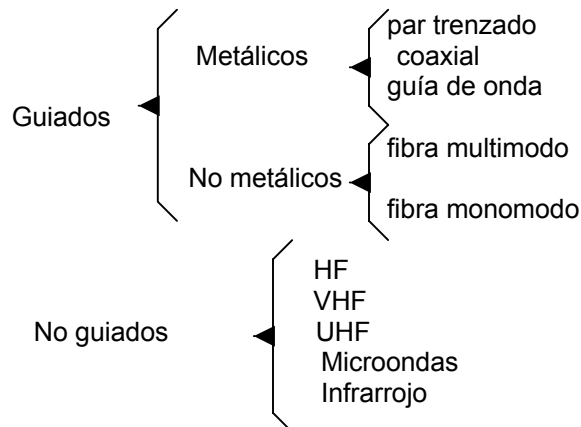 Guiados
Metálicos
par trenzado
coaxial
guía de onda
No metálicos
fibra multimodo
fibra monomodo
No guiados
HF
VHF
UHF
Microondas
Infrarrojo